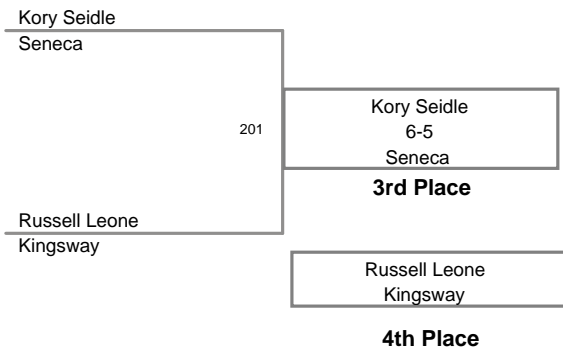 Kory Seidle
Seneca
201
Kory Seidle
6-5
Seneca
3rd Place
Russell Leone
Kingsway
Russell Leone
Kingsway
4th Place